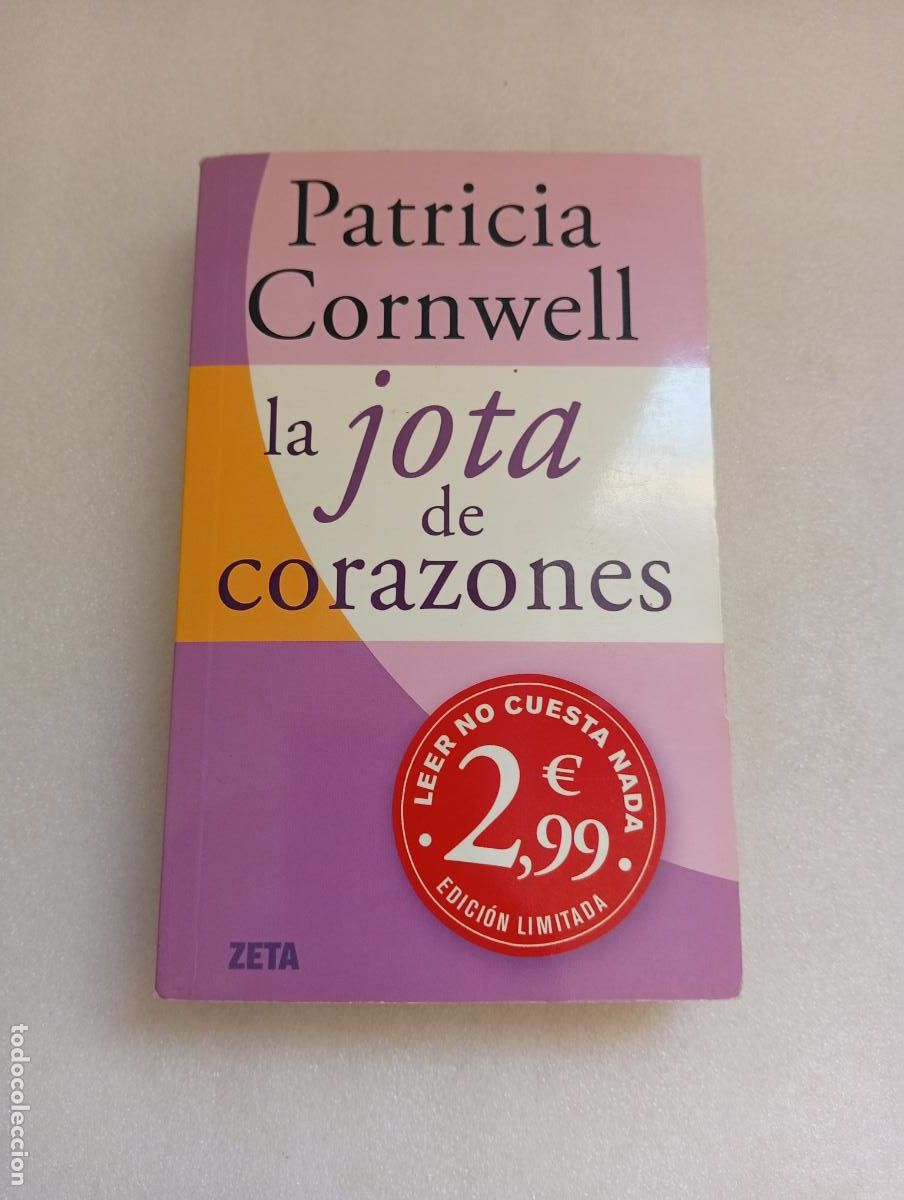 Patricia
Cornwell
la jota
de
corazones
LEER NO CUESTA NADA
2,99 €
EDICIÓN LIMITADA
ZETA
todocoleccion